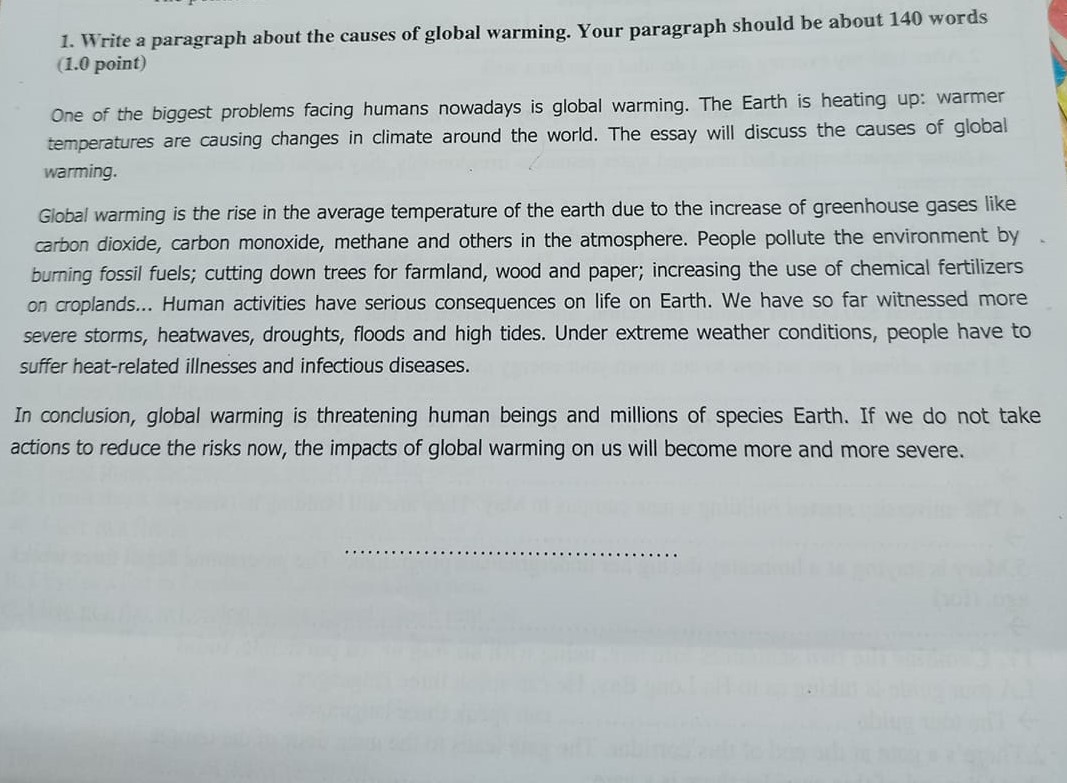 1. Write a paragraph about the causes of global warming. Your paragraph should be about 140 words
(1.0 point)
One of the biggest problems facing humans nowadays is global warming. The Earth is heating up: warmer
temperatures are causing changes in climate around the world. The essay will discuss the causes of global
warming.
Global warming is the rise in the average temperature of the earth due to the increase of greenhouse gases like
carbon dioxide, carbon monoxide, methane and others in the atmosphere. People pollute the environment by
burning fossil fuels; cutting down trees for farmland, wood and paper; increasing the use of chemical fertilizers
on croplands... Human activities have serious consequences on life on Earth. We have so far witnessed more
severe storms, heatwaves, droughts, floods and high tides. Under extreme weather conditions, people have to
suffer heat-related illnesses and infectious diseases.
In conclusion, global warming is threatening human beings and millions of species Earth. If we do not take
actions to reduce the risks now, the impacts of global warming on us will become more and more severe.